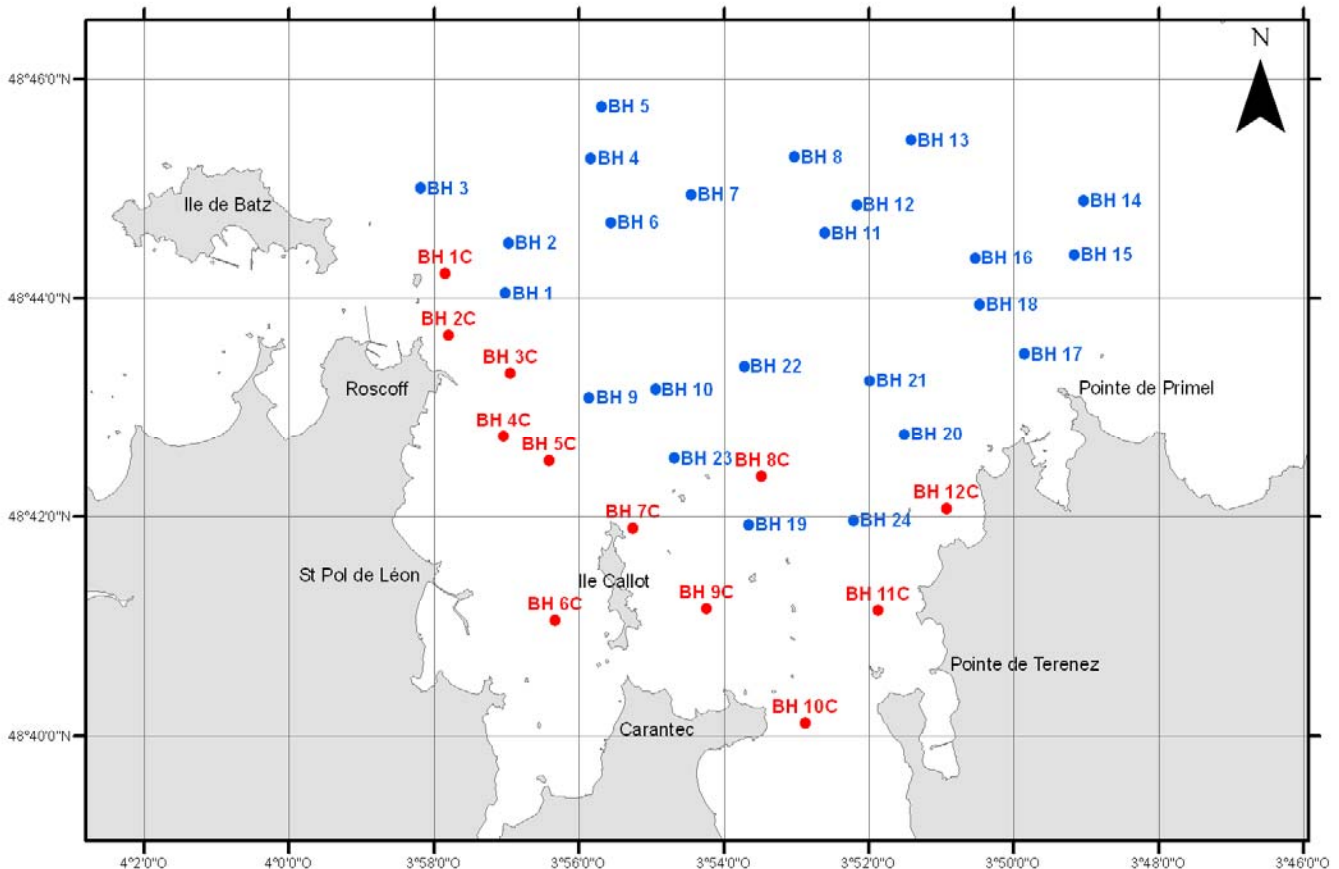 N
48°46'0"N
BH 5
BH 13
BH 4
BH 8
BH 3
BH 7
BH 14
Ile de Batz
BH 12
BH 6
BH 11
BH 2
BH 15
BH 16
BH 1C
BH 1
48°44'0"N
BH 18
BH 2C
BH 3C
BH 17
BH 22
BH 21
Roscoff
BH 10
Pointe de Primel
BH 9
BH 4C
BH 20
BH 5C
BH 23
BH 8C
BH 12C
BH 7C
48°42'0"N
BH 19
BH 24
St Pol de Léon
Ile Callot
BH 6C
BH 9C
BH 11C
Pointe de Terenez
BH 10C
Carantec
48°40'0"N
4°2'0"O
4°0'0"O
3°58'0"O
3°56'0"O
3°54'0"O
3°52'0"O
3°50'0"O
3°48'0"O
3°46'0"O